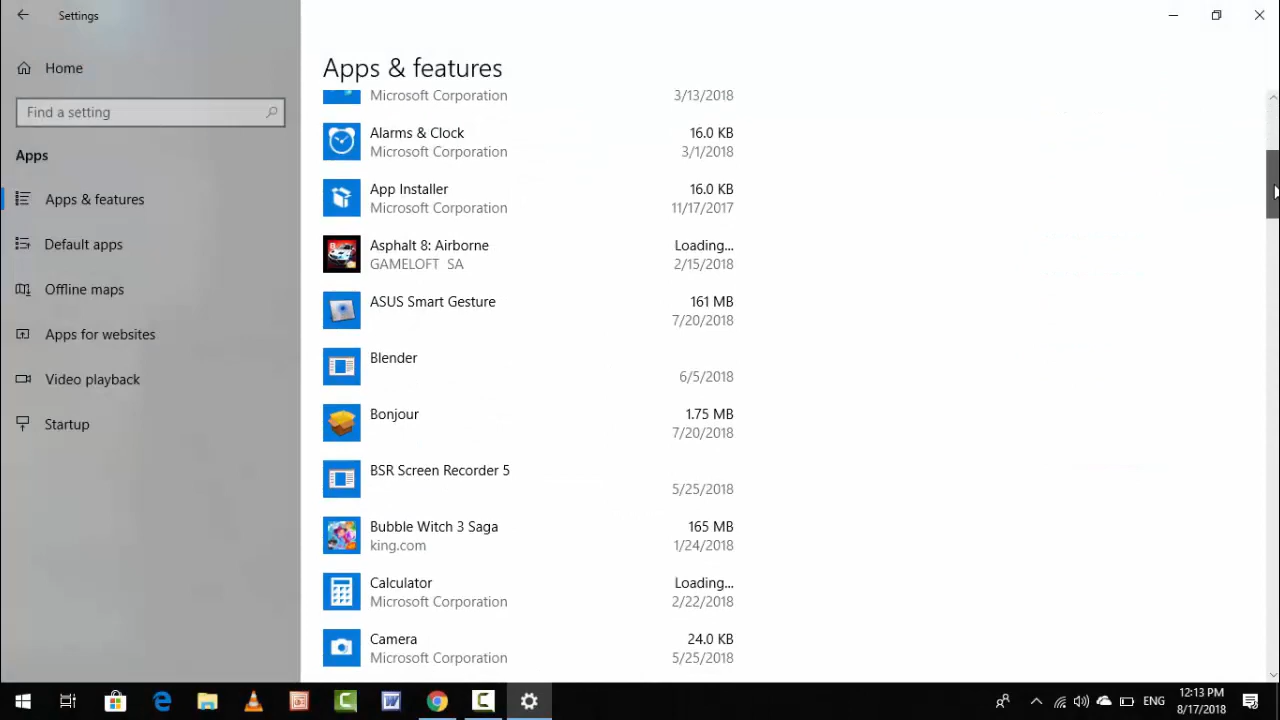 Settings
Home
Find a setting
Apps
Apps & features
Default apps
Offline maps
Apps for websites
Video playback
Startup
Apps & features
Microsoft Corporation 3/13/2018
Alarms & Clock 16.0 KB
Microsoft Corporation 3/1/2018
App Installer 16.0 KB
Microsoft Corporation 11/17/2017
Asphalt 8: Airborne Loading...
GAMELOFT SA 2/15/2018
ASUS Smart Gesture 161 MB
7/20/2018
Blender
6/5/2018
Bonjour 1.75 MB
7/20/2018
BSR Screen Recorder 5
5/25/2018
Bubble Witch 3 Saga 165 MB
king.com 1/24/2018
Calculator Loading...
Microsoft Corporation 2/22/2018
Camera 24.0 KB
Microsoft Corporation 5/25/2018
ENG
12:13 PM
8/17/2018